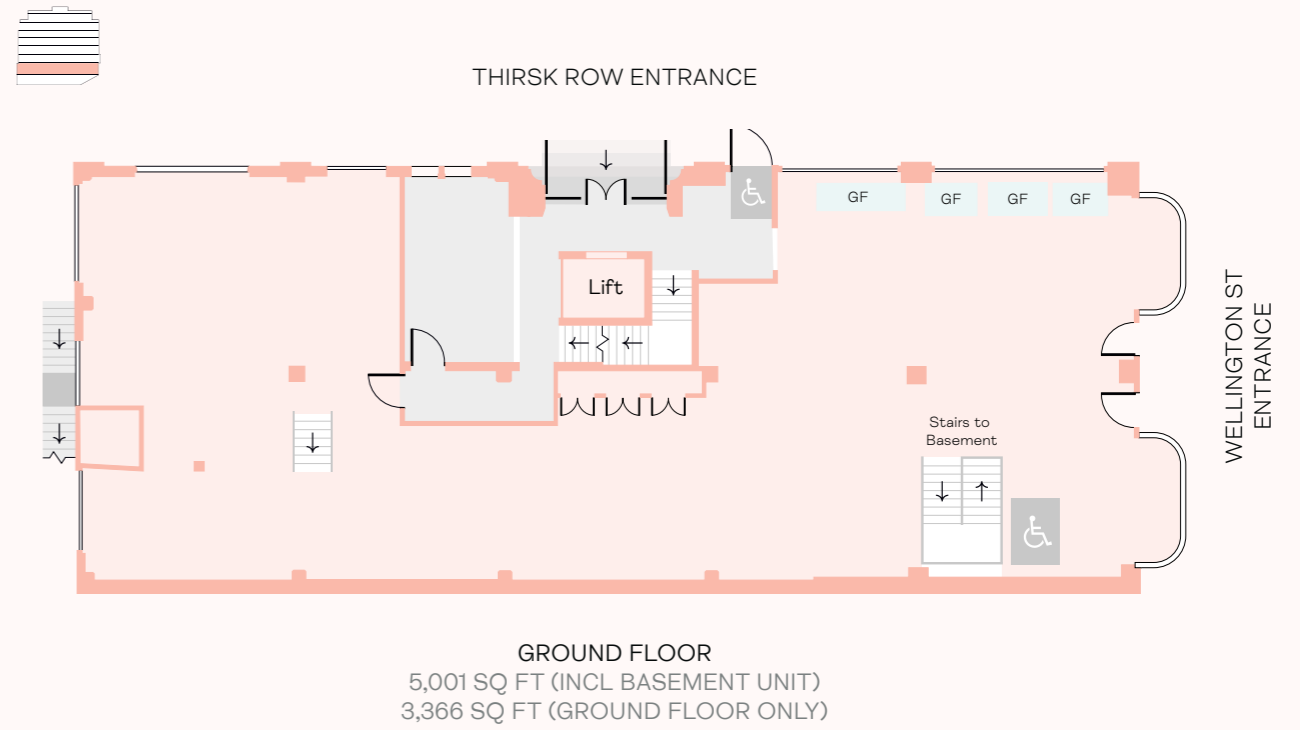 THIRSK ROW ENTRANCE
GF
GF
GF
GF
Lift
WELLINGTON ST
ENTRANCE
Stairs to
Basement
GROUND FLOOR
5,001 SQ FT (INCL BASEMENT UNIT)
3,366 SQ FT (GROUND FLOOR ONLY)